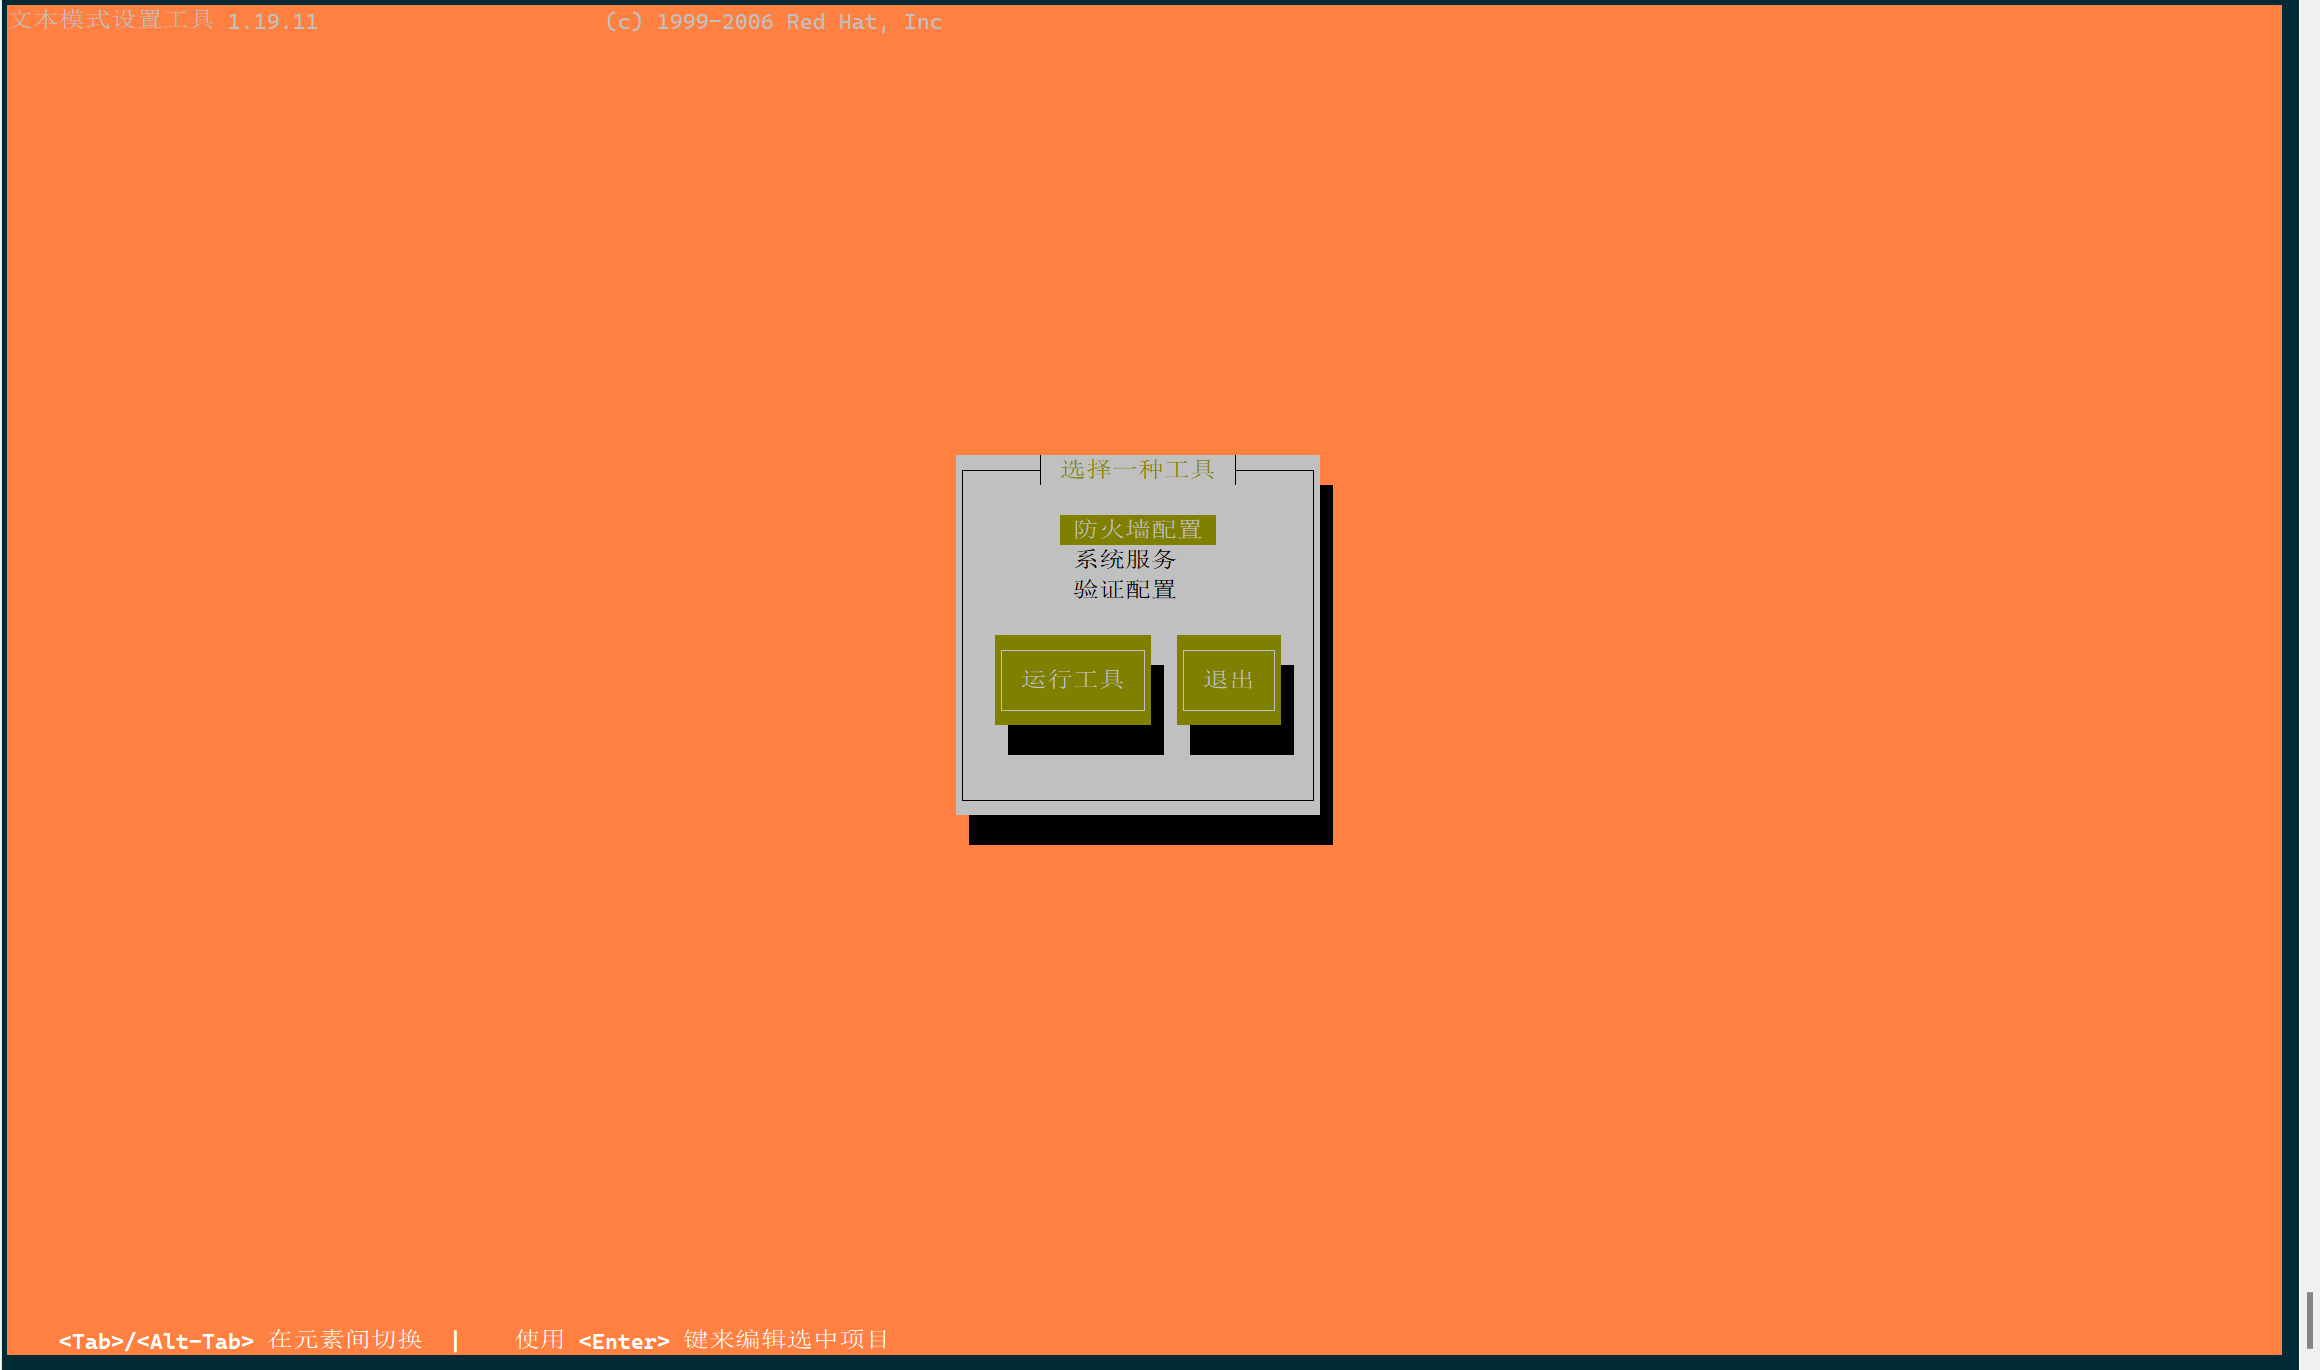 文本模式设置工具 1.19.11 (c) 1999-2006 Red Hat, Inc
选择一种工具
防火墙配置
系统服务
验证配置
运行工具 退出
<Tab>/<Alt-Tab> 在元素间切换 | 使用 <Enter> 键来编辑选中项目